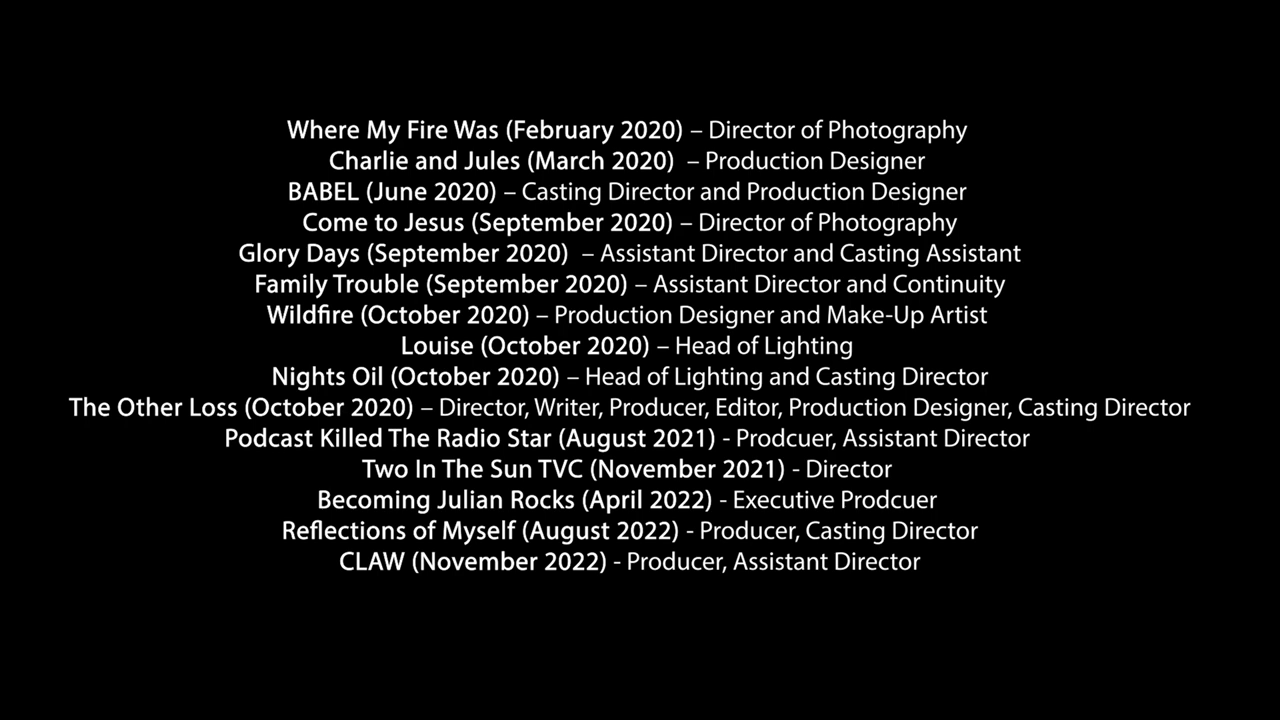 Where My Fire Was (February 2020) – Director of Photography
Charlie and Jules (March 2020)  – Production Designer
BABEL (June 2020) – Casting Director and Production Designer
Come to Jesus (September 2020) – Director of Photography
Glory Days (September 2020)  – Assistant Director and Casting Assistant
Family Trouble (September 2020) – Assistant Director and Continuity
Wildfire (October 2020) – Production Designer and Make-Up Artist
Louise (October 2020) – Head of Lighting
Nights Oil (October 2020) – Head of Lighting and Casting Director
The Other Loss (October 2020) – Director, Writer, Producer, Editor, Production Designer, Casting Director
Podcast Killed The Radio Star (August 2021) - Prodcuer, Assistant Director
Two In The Sun TVC (November 2021) - Director
Becoming Julian Rocks (April 2022) - Executive Prodcuer
Reflections of Myself (August 2022) - Producer, Casting Director
CLAW (November 2022) - Producer, Assistant Director